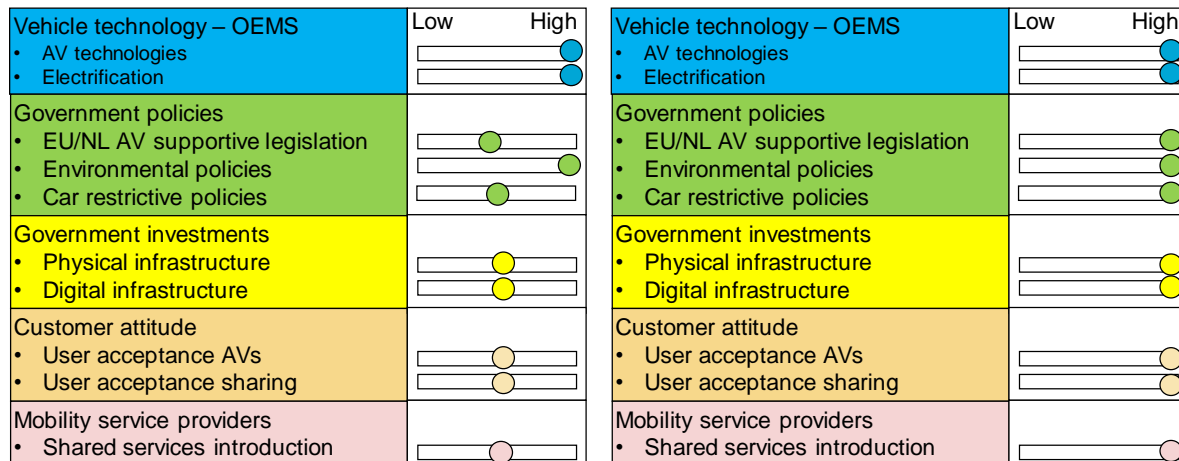 Vehicle technology – OEMS
Low High
• AV technologies
• Electrification
Government policies
• EU/NL AV supportive legislation
• Environmental policies
• Car restrictive policies
Government investments
• Physical infrastructure
• Digital infrastructure
Customer attitude
• User acceptance AVs
• User acceptance sharing
Mobility service providers
• Shared services introduction
Vehicle technology – OEMS
Low High
• AV technologies
• Electrification
Government policies
• EU/NL AV supportive legislation
• Environmental policies
• Car restrictive policies
Government investments
• Physical infrastructure
• Digital infrastructure
Customer attitude
• User acceptance AVs
• User acceptance sharing
Mobility service providers
• Shared services introduction